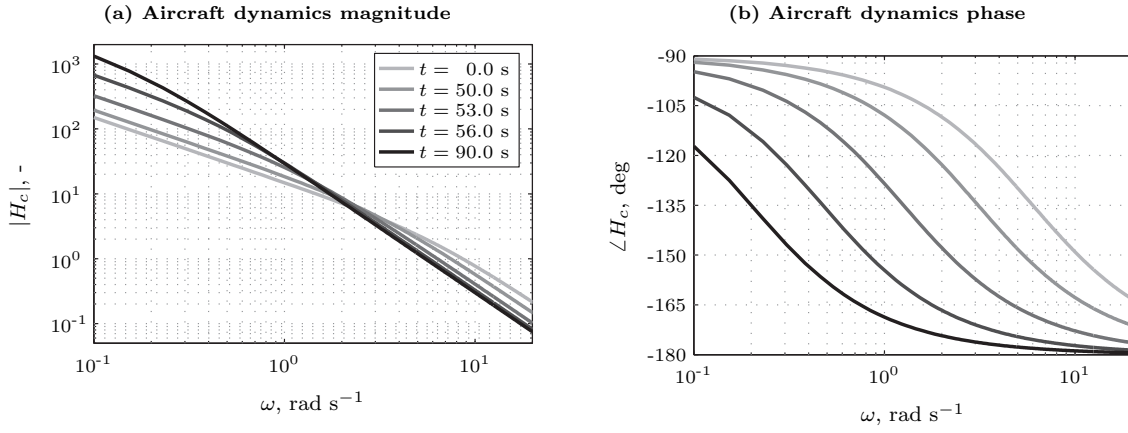 (a) Aircraft dynamics magnitude
|H_c|, -
10^3
10^2
10^1
10^0
10^-1
t = 0.0 s
t = 50.0 s
t = 53.0 s
t = 56.0 s
t = 90.0 s
10^-1
10^0
10^1
ω, rad s^-1
(b) Aircraft dynamics phase
∠H_c, deg
-90
-105
-120
-135
-150
-165
-180
10^-1
10^0
10^1
ω, rad s^-1